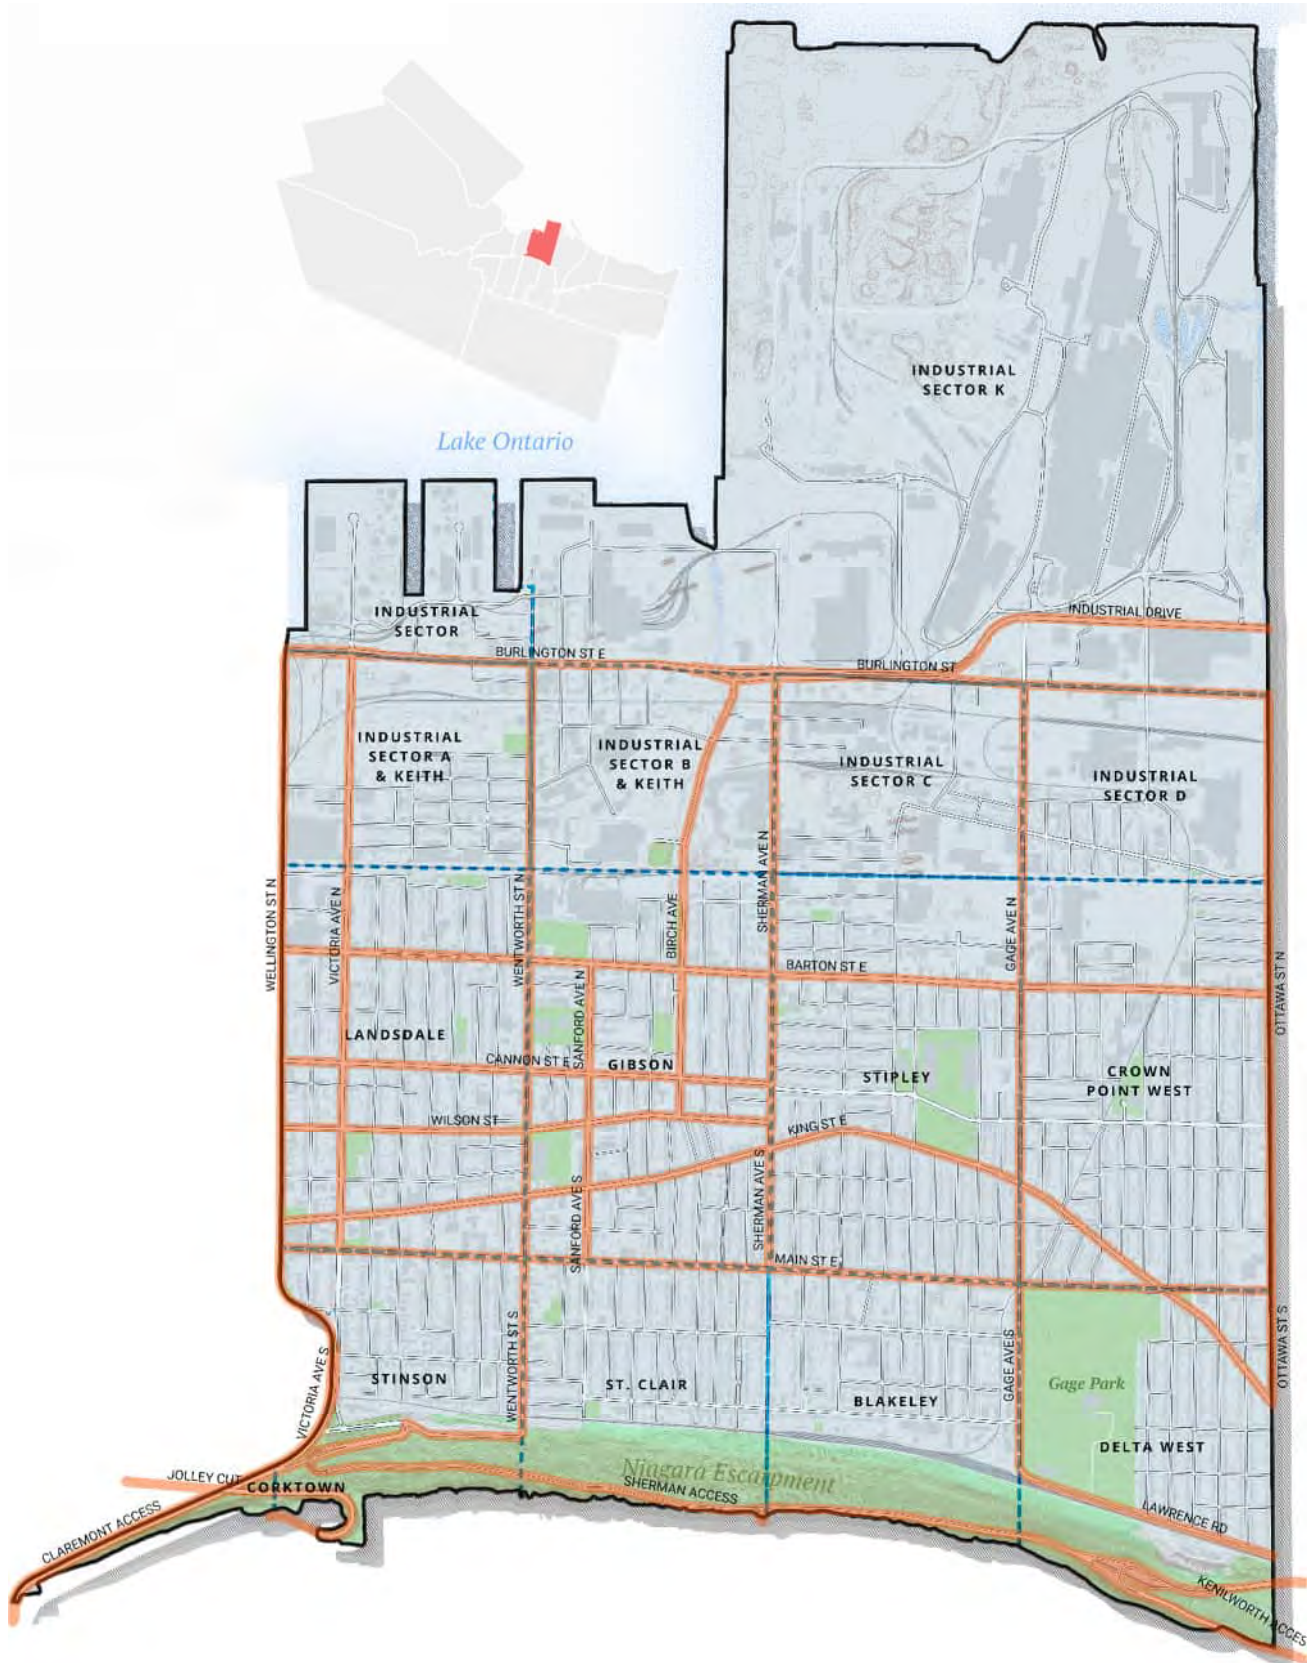 INDUSTRIAL
SECTOR K
Lake Ontario
INDUSTRIAL
SECTOR
INDUSTRIAL DRIVE
BURLINGTON ST E
BURLINGTON ST
INDUSTRIAL
SECTOR A
& KEITH
INDUSTRIAL
SECTOR B
& KEITH
INDUSTRIAL
SECTOR C
INDUSTRIAL
SECTOR D
WELLINGTON ST N
VICTORIA AVE N
WENTWORTH ST N
BIRCH AVE
SHERMAN AVE N
GAGE AVE N
OTTAWA ST N
BARTON ST E
SANFORD AVE N
LANDSDALE
CANNON ST E
GIBSON
STIPLEY
CROWN
POINT WEST
WILSON ST
KING ST E
SANFORD AVE S
SHERMAN AVE S
MAIN ST E
STINSON
WENTWORTH ST S
ST. CLAIR
BLAKELEY
GAGE AVE S
Gage Park
OTTAWA ST S
VICTORIA AVE S
DELTA WEST
JOLLEY CUT
CORKTOWN
Niagara Escarpment
SHERMAN ACCESS
CLAREMONT ACCESS
LAWRENCE RD
KENILWORTH ACCES